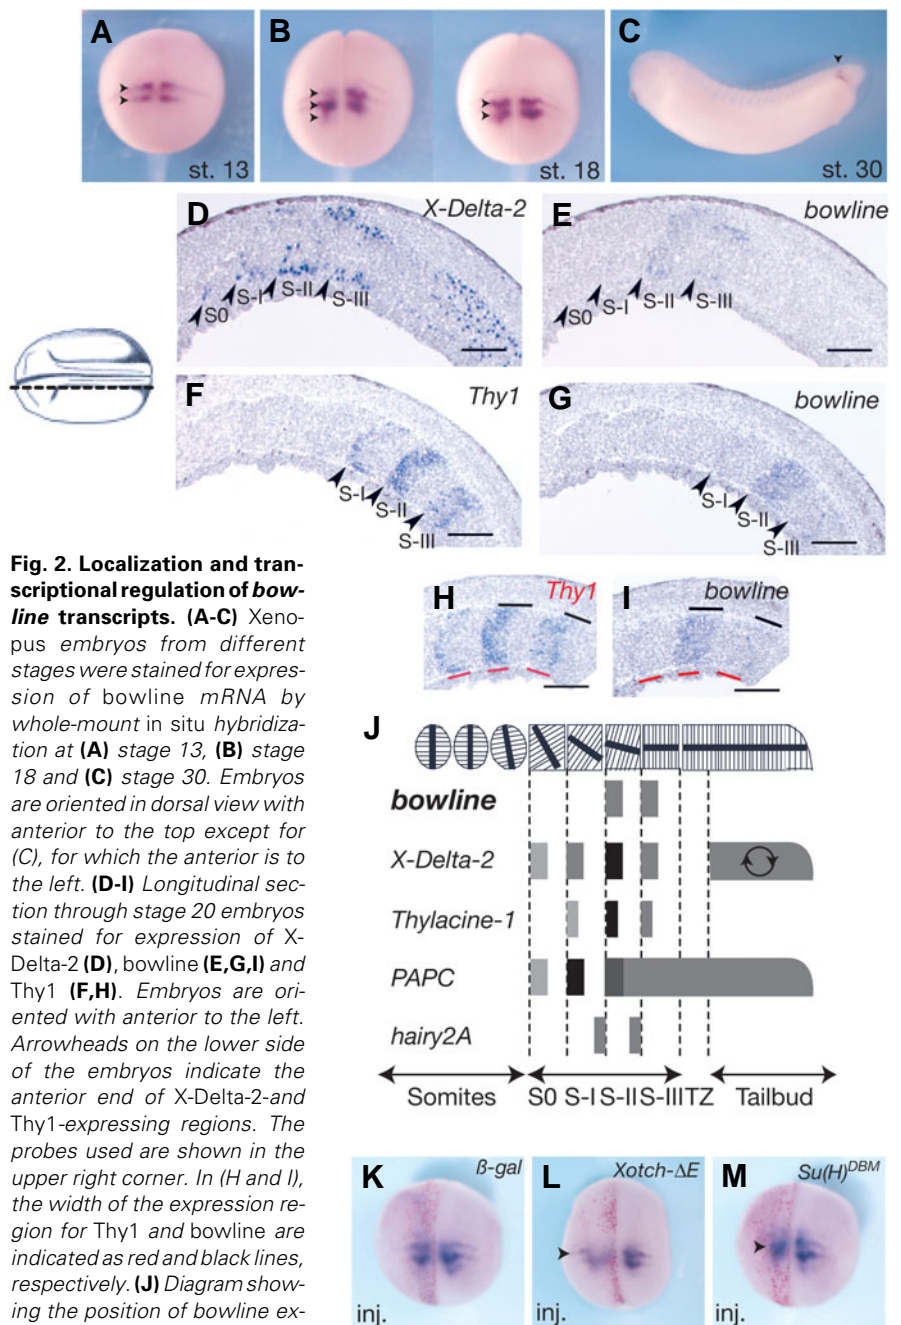 A
B
C
st. 13
st. 18
st. 30
D
X-Delta-2
S0
S-I
S-II
S-III
E
bowline
S0
S-I
S-II
S-III
F
Thy1
S-I
S-II
S-III
G
bowline
S-I
S-II
S-III
Fig. 2. Localization and tran-
scriptional regulation of bow-
line transcripts. (A-C) Xeno-
pus embryos from different
stages were stained for expres-
sion of bowline mRNA by
whole-mount in situ hybridiza-
tion at (A) stage 13, (B) stage
18 and (C) stage 30. Embryos
are oriented in dorsal view with
anterior to the top except for
(C), for which the anterior is to
the left. (D-I) Longitudinal sec-
tion through stage 20 embryos
stained for expression of X-
Delta-2 (D), bowline (E,G,I) and
Thy1 (F,H). Embryos are ori-
ented with anterior to the left.
Arrowheads on the lower side
of the embryos indicate the
anterior end of X-Delta-2-and
Thy1-expressing regions. The
probes used are shown in the
upper right corner. In (H and I),
the width of the expression re-
gion for Thy1 and bowline are
indicated as red and black lines,
respectively. (J) Diagram show-
ing the position of bowline ex-
H
Thy1
I
bowline
J
bowline
X-Delta-2
Thylacine-1
PAPC
hairy2A
Somites
S0 S-I S-II S-III TZ
Tailbud
K
ß-gal
inj.
L
Xotch-ΔE
inj.
M
Su(H)DBM
inj.